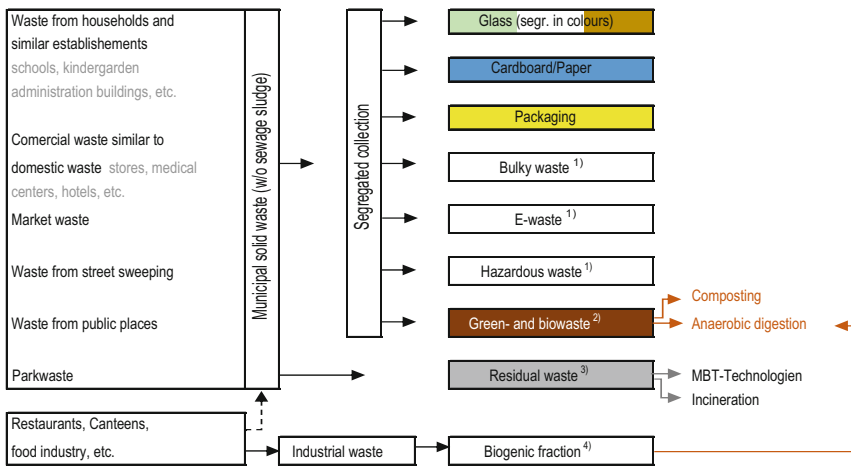 Waste from households and
similar establishements
schools, kindergarden
administration buildings, etc.
Comercial waste similar to
domestic waste stores, medical
centers, hotels, etc.
Market waste
Waste from street sweeping
Waste from public places
Parkwaste
Restaurants, Canteens,
food industry, etc.
Municipal solid waste (w/o sewage sludge)
Segregated collection
Glass (segr. in colours)
Cardboard/Paper
Packaging
Bulky waste 1)
E-waste 1)
Hazardous waste 1)
Green- and biowaste 2)
Composting
Anaerobic digestion
Residual waste 3)
MBT-Technologien
Incineration
Industrial waste
Biogenic fraction 4)